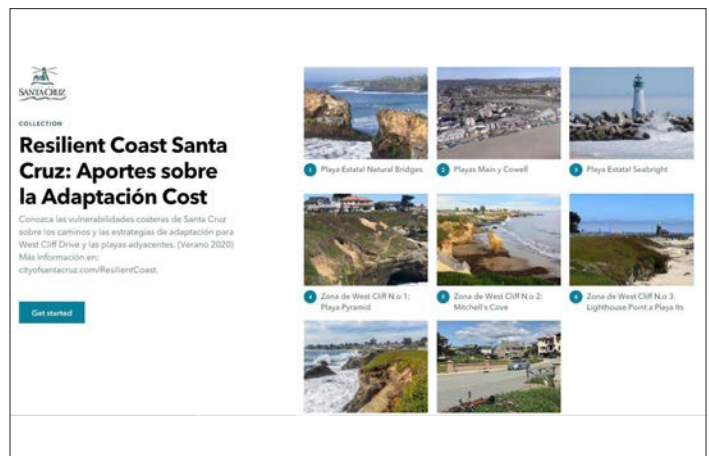 SANTA CRUZ
COLLECTION
Resilient Coast Santa
Cruz: Aportes sobre
la Adaptación Cost
Conozca las vulnerabilidades costeras de Santa Cruz
sobre los caminos y las estrategias de adaptación para
West Cliff Drive y las playas adyacentes. (Verano 2020)
Más información en:
cityofsantacruz.com/ResilientCoast.
Get started
1 Playa Estatal Natural Bridges
2 Playas Main y Cowell
3 Playa Estatal Seabright
4 Zona de West Cliff N.o 1:
Playa Pyramid
5 Zona de West Cliff N.o 2:
Mitchell's Cove
6 Zona de West Cliff N.o 3:
Lighthouse Point a Playa Its